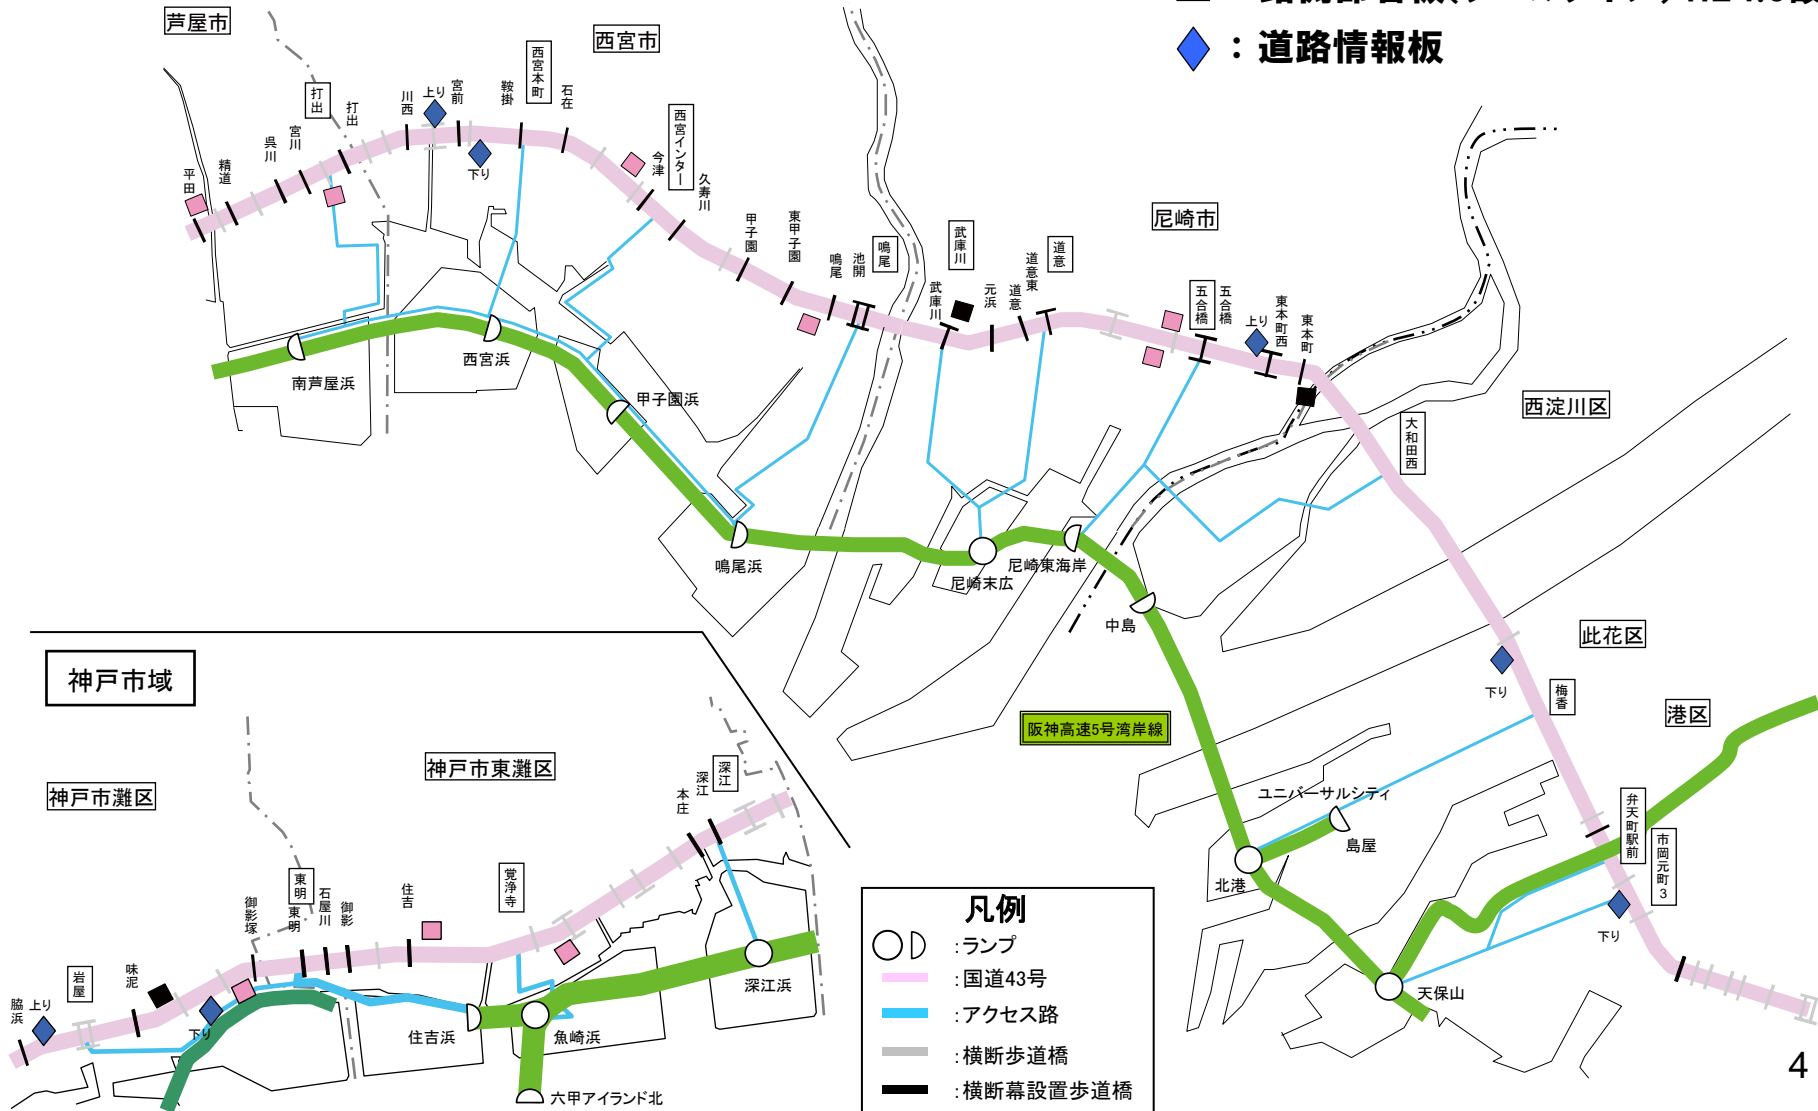 芦屋市
西宮市
：道路情報板
打出
打出
川西
上り
宮前
西宮本町
鞍掛
石在
呉川
宮川
精道
平田
下り
西宮インター
今津
久寿川
甲子園
東甲子園
鳴尾
池開
鳴尾
武庫川
武庫川
元浜
道意
道意東
道意
尼崎市
五合橋
五合橋
上り
東本町西
東本町
西淀川区
大和田西
南芦屋浜
西宮浜
甲子園浜
鳴尾浜
尼崎末広
尼崎東海岸
中島
此花区
下り
梅香
港区
阪神高速5号湾岸線
ユニバーサルシティ
島屋
北港
弁天町駅前
市岡元町3
下り
天保山
神戸市域
神戸市灘区
神戸市東灘区
深江
深江
本庄
覚浄寺
住吉
御影
石屋川
東明
東明
御影塚
味泥
岩屋
上り
脇浜
下り
住吉浜
魚崎浜
深江浜
六甲アイランド北
凡例
：ランプ
：国道43号
：アクセス路
：横断歩道橋
：横断幕設置歩道橋
4